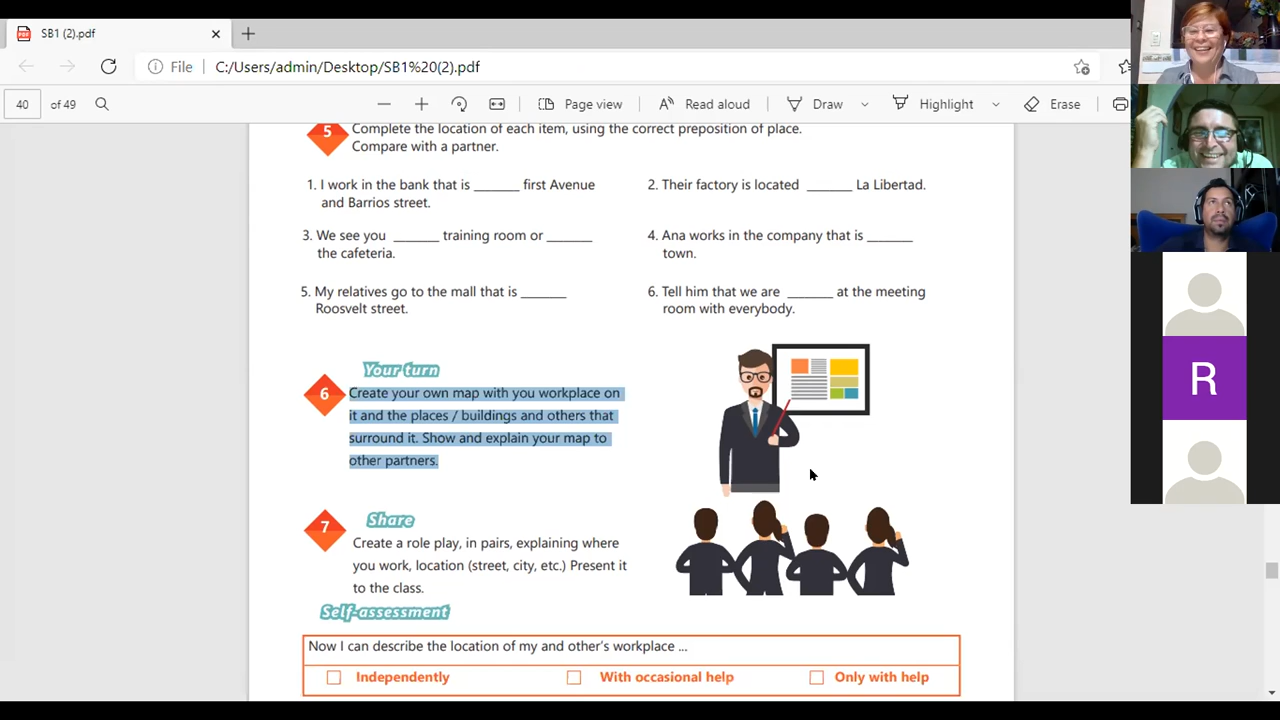 SB1 (2).pdf
File
C:/Users/admin/Desktop/SB1%20(2).pdf
40 of 49
Page view
Read aloud
Draw
Highlight
Erase
5
Complete the location of each item, using the correct preposition of place.
Compare with a partner.
1. I work in the bank that is _______ first Avenue
and Barrios street.
2. Their factory is located _______ La Libertad.
3. We see you _______ training room or _______
the cafeteria.
4. Ana works in the company that is _______
town.
5. My relatives go to the mall that is _______
Roosvelt street.
6. Tell him that we are _______ at the meeting
room with everybody.
Your turn
6
Create your own map with you workplace on
it and the places / buildings and others that
surround it. Show and explain your map to
other partners.
7
Share
Create a role play, in pairs, explaining where
you work, location (street, city, etc.) Present it
to the class.
Self-assessment
Now I can describe the location of my and other's workplace ...
Independently
With occasional help
Only with help
R